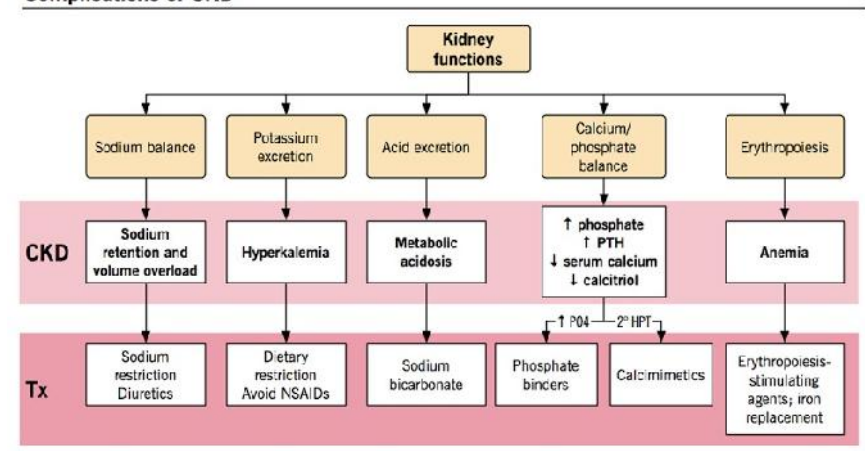 Kidney
functions
Sodium balance
Potassium
excretion
Acid excretion
Calcium/
phosphate
balance
Erythropoiesis
CKD
Sodium
retention and
volume overload
Hyperkalemia
Metabolic
acidosis
↑ phosphate
↑ PTH
↓ serum calcium
↓ calcitriol
Anemia
↑ PO4
2° HPT
Tx
Sodium
restriction
Diuretics
Dietary
restriction
Avoid NSAIDs
Sodium
bicarbonate
Phosphate
binders
Calcimimetics
Erythropoiesis-
stimulating
agents; iron
replacement